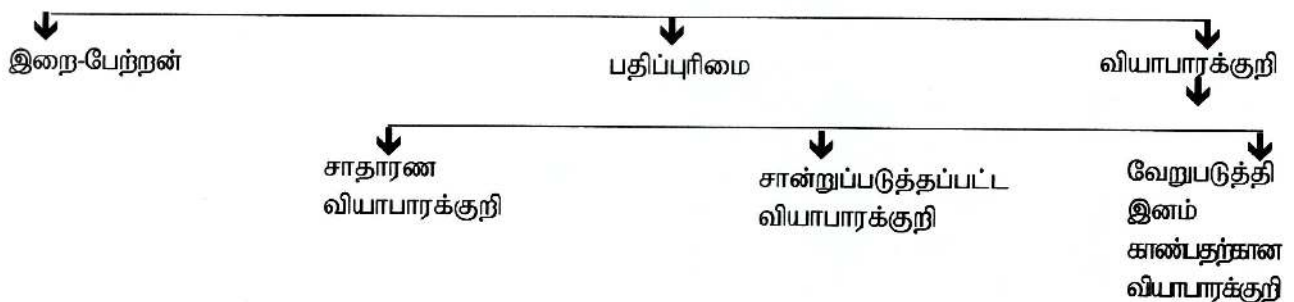 இறை-பேற்றன் பதிப்புரிமை வியாபாரக்குறி
சாதாரண
வியாபாரக்குறி
சான்றுப்படுத்தப்பட்ட
வியாபாரக்குறி
வேறுபடுத்தி
இனம்
காண்பதற்கான
வியாபாரக்குறி